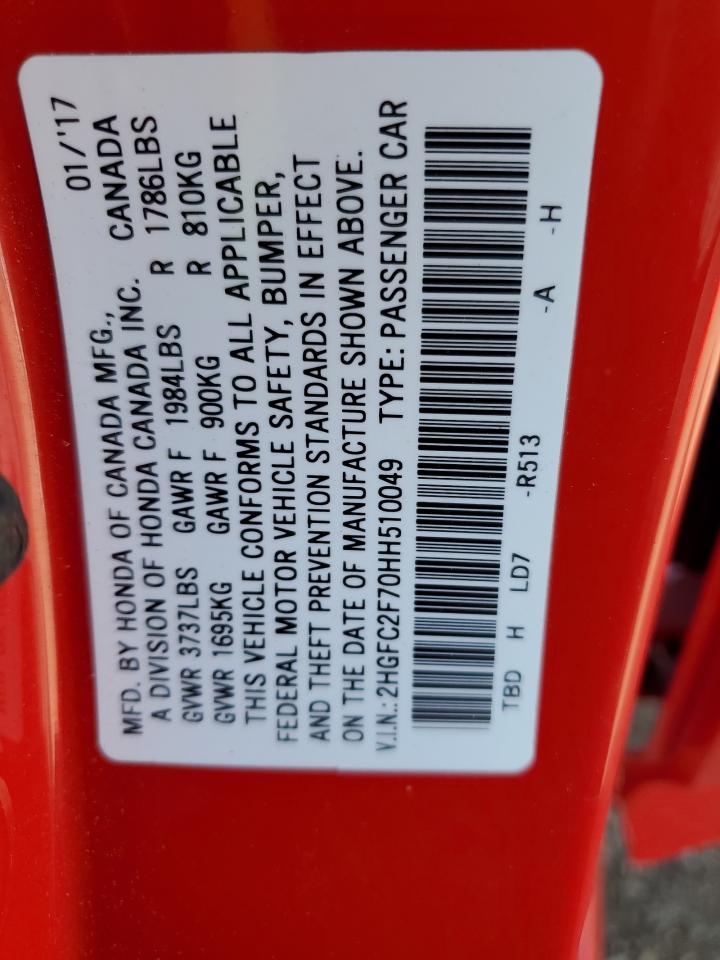 01/'17
MFD. BY HONDA OF CANADA MFG., CANADA
A DIVISION OF HONDA CANADA INC.
GVWR 3737LBS GAWR F 1984LBS R 1786LBS
GVWR 1695KG GAWR F 900KG R 810KG
THIS VEHICLE CONFORMS TO ALL APPLICABLE
FEDERAL MOTOR VEHICLE SAFETY, BUMPER,
AND THEFT PREVENTION STANDARDS IN EFFECT
ON THE DATE OF MANUFACTURE SHOWN ABOVE.
V.I.N.: 2HGFC2F70HH510049 TYPE: PASSENGER CAR
TBD H LD7 -R513 -A -H